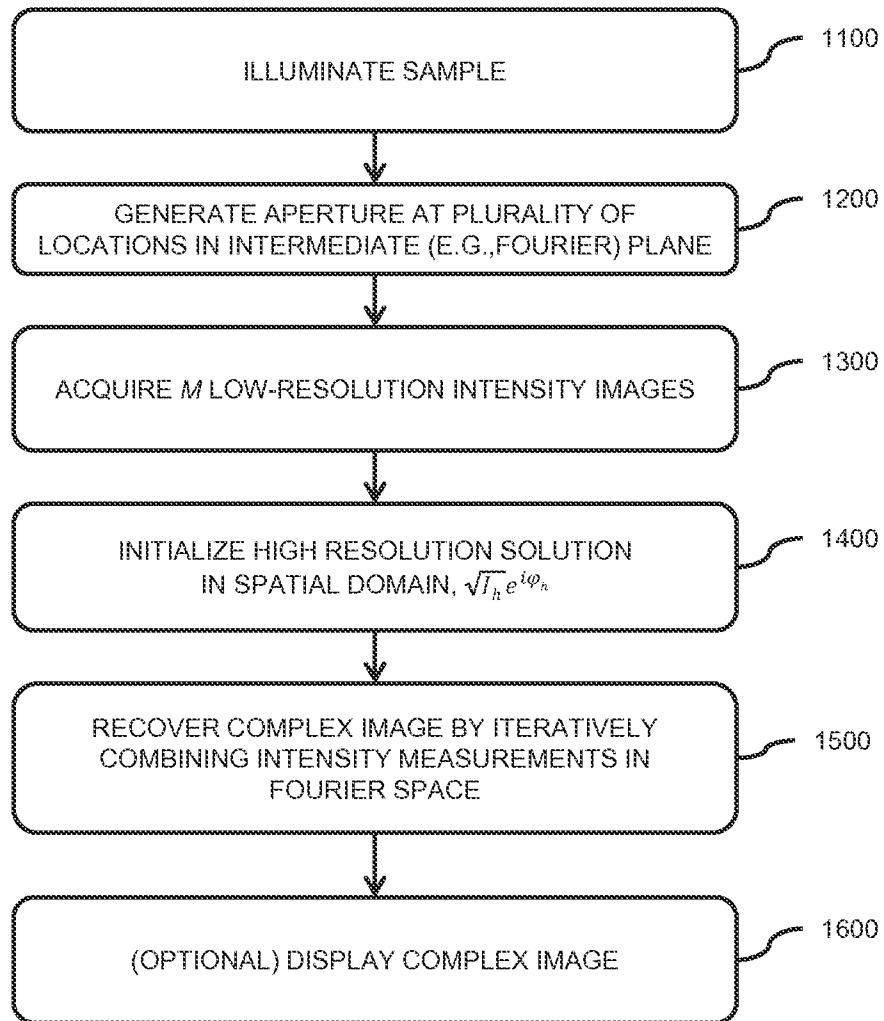 ILLUMINATE SAMPLE
1100
GENERATE APERTURE AT PLURALITY OF
LOCATIONS IN INTERMEDIATE (E.G.,FOURIER) PLANE
1200
ACQUIRE M LOW-RESOLUTION INTENSITY IMAGES
1300
INITIALIZE HIGH RESOLUTION SOLUTION
IN SPATIAL DOMAIN, √I_h e^{iφ_h}
1400
RECOVER COMPLEX IMAGE BY ITERATIVELY
COMBINING INTENSITY MEASUREMENTS IN
FOURIER SPACE
1500
(OPTIONAL) DISPLAY COMPLEX IMAGE
1600